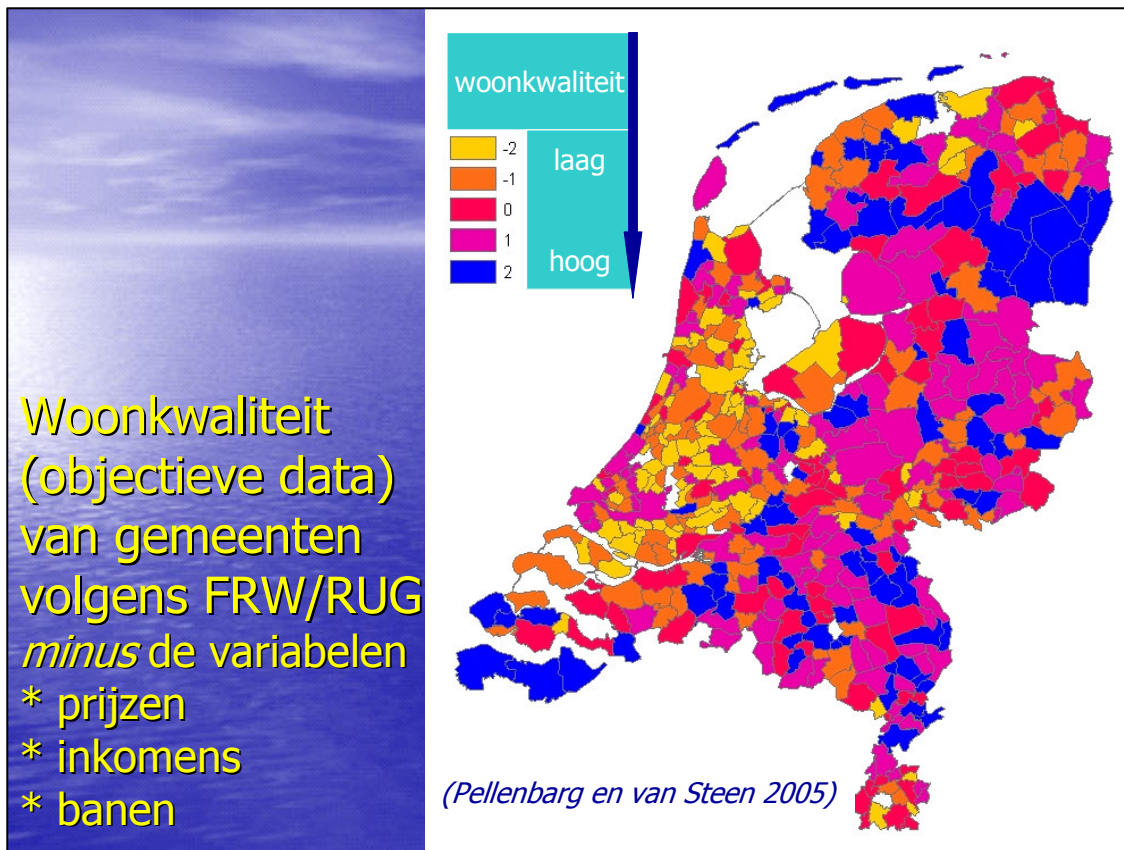 Woonkwaliteit
(objectieve data)
van gemeenten
volgens FRW/RUG
minus de variabelen
* prijzen
* inkomens
* banen
woonkwaliteit
-2
laag
-1
0
1
hoog
2
(Pellenbarg en van Steen 2005)